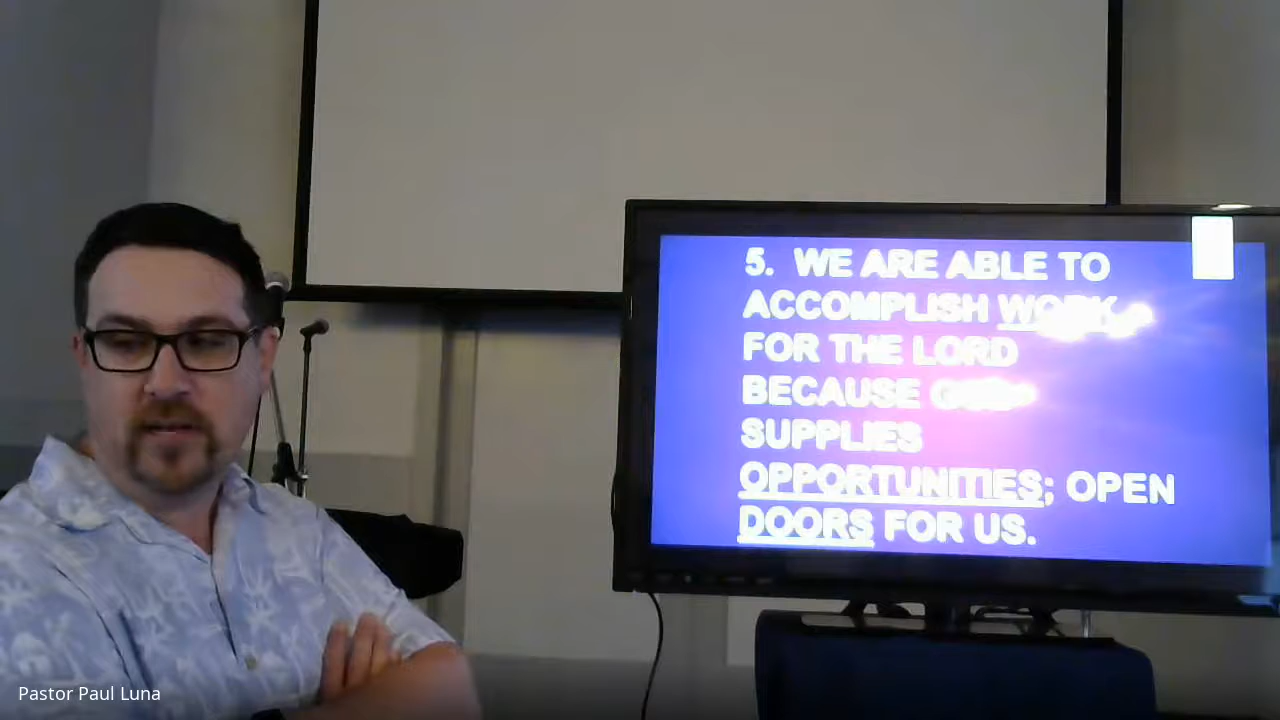 5. WE ARE ABLE TO
ACCOMPLISH WORK
FOR THE LORD
BECAUSE
SUPPLIES
OPPORTUNITIES; OPEN
DOORS FOR US.
Pastor Paul Luna